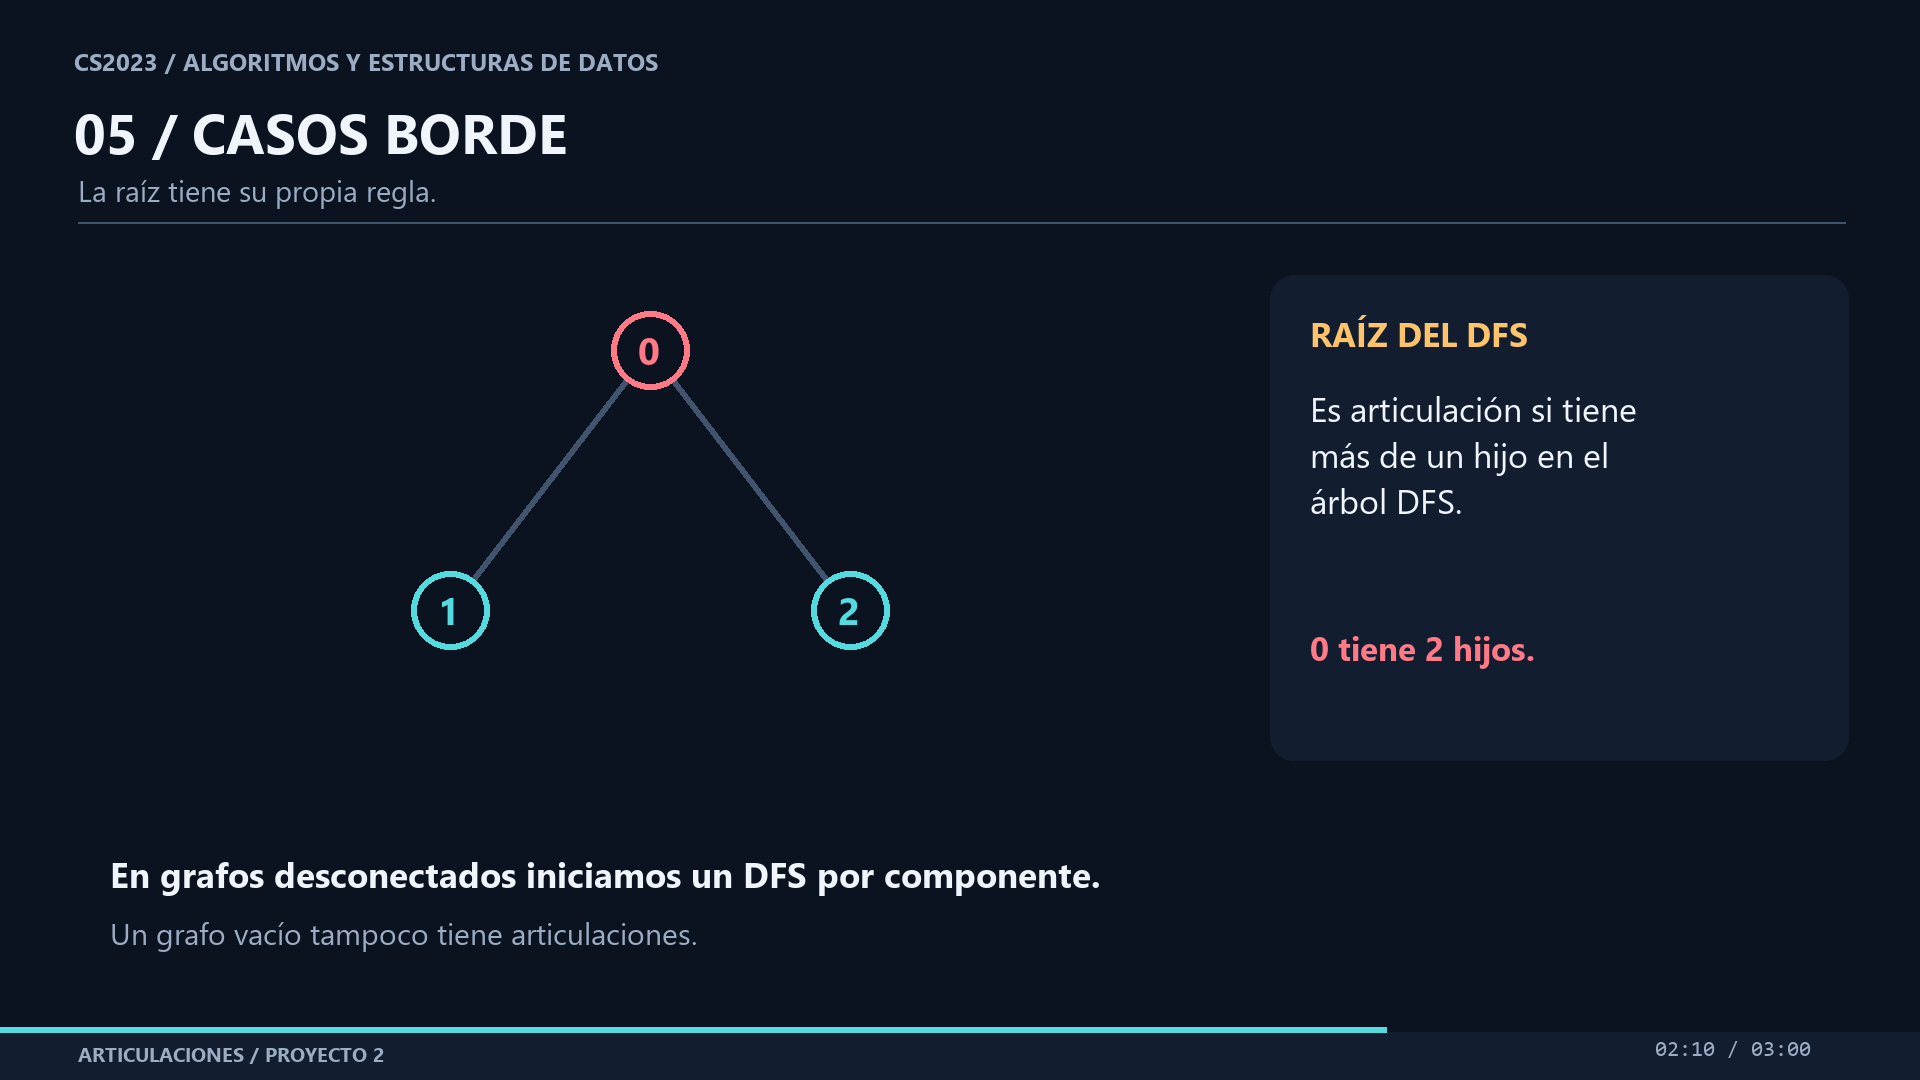 CS2023 / ALGORITMOS Y ESTRUCTURAS DE DATOS
05 / CASOS BORDE
La raíz tiene su propia regla.
0
1
2
RAÍZ DEL DFS
Es articulación si tiene
más de un hijo en el
árbol DFS.
0 tiene 2 hijos.
En grafos desconectados iniciamos un DFS por componente.
Un grafo vacío tampoco tiene articulaciones.
ARTICULACIONES / PROYECTO 2
02:10 / 03:00